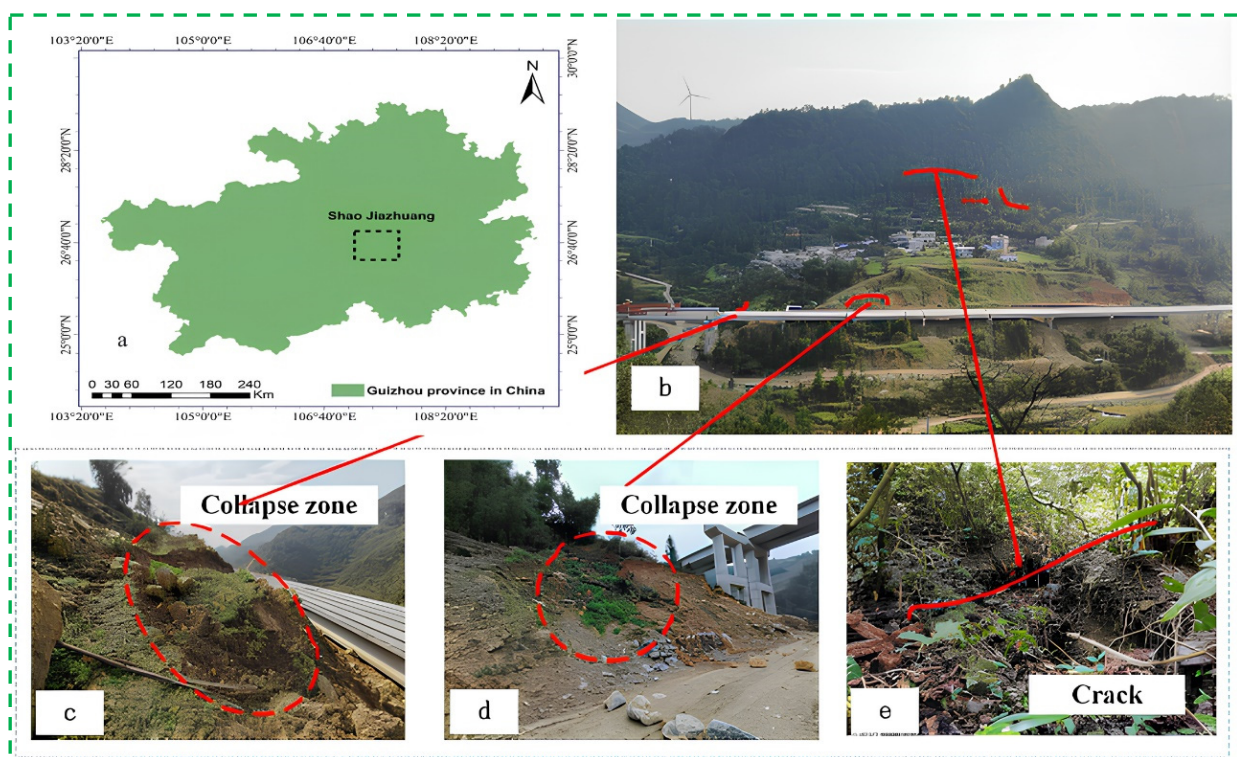 103°20'0"E
105°0'0"E
106°40'0"E
108°20'0"E
30°0'0"N
N
28°20'0"N
28°20'0"N
Shao Jiazhuang
26°40'0"N
26°40'0"N
25°0'0"N
25°0'0"N
a
0 30 60 120 180 240
Km
Guizhou province in China
103°20'0"E
105°0'0"E
106°40'0"E
108°20'0"E
b
Collapse zone
c
Collapse zone
d
Crack
e